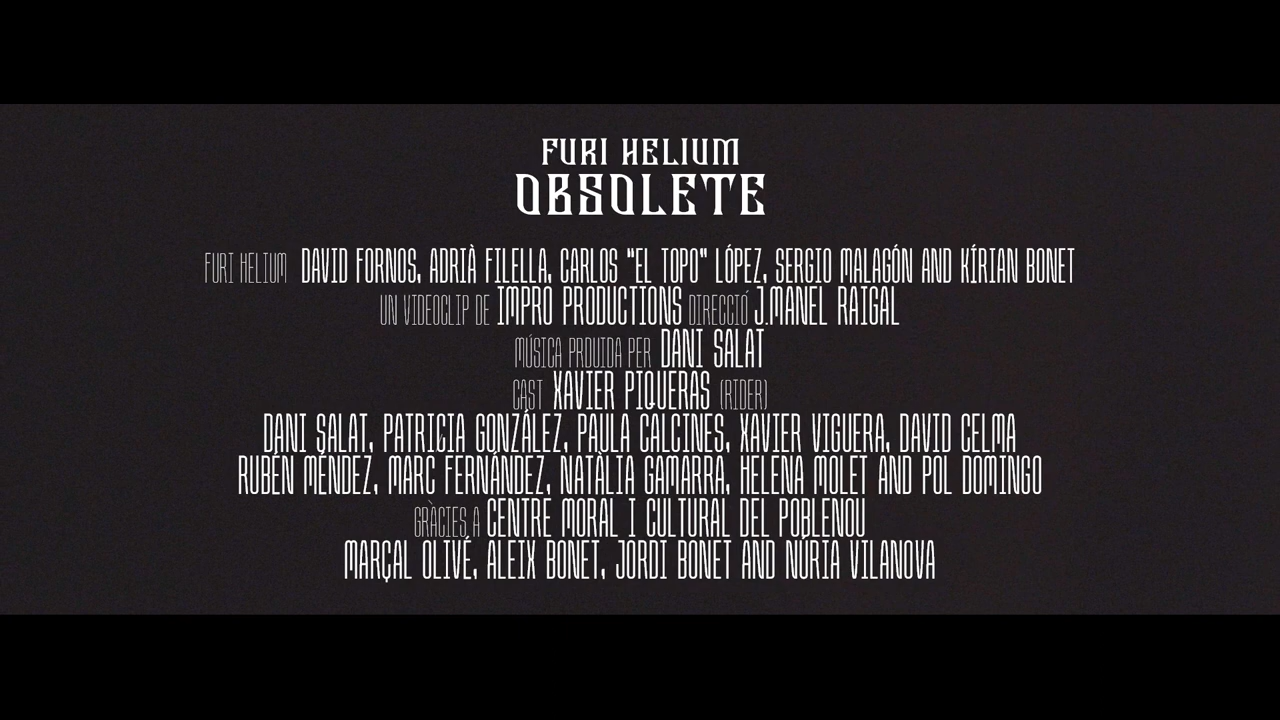 FURI HELIUM
OBSOLETE
FURI HELIUM DAVID FORNOS, ADRIÀ FILELLA, CARLOS "EL TOPO" LÓPEZ, SERGIO MALAGÓN AND KÍRIAN BONET
UN VIDEOCLIP DE IMPRO PRODUCTIONS DIRECCIÓ J.MANEL RAIGAL
MÚSICA PRDUIDA PER DANI SALAT
CAST XAVIER PIQUERAS (RIDER)
DANI SALAT, PATRICIA GONZÁLEZ, PAULA CALCINES, XAVIER VIGUERA, DAVID CELMA
RUBÉN MÉNDEZ, MARC FERNÁNDEZ, NATÀLIA GAMARRA, HELENA MOLET AND POL DOMINGO
GRÀCIES A CENTRE MORAL I CULTURAL DEL POBLENOU
MARÇAL OLIVÉ, ALEIX BONET, JORDI BONET AND NÚRIA VILANOVA